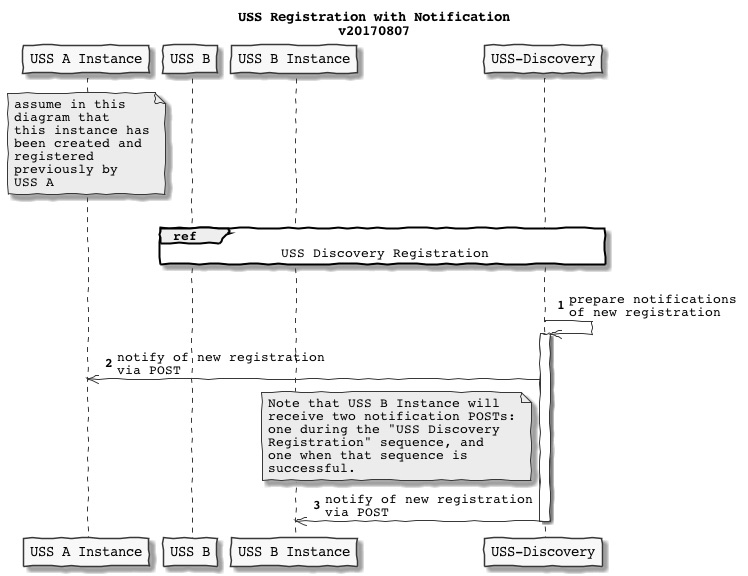 USS Registration with Notification
v20170807
USS A Instance
USS B
USS B Instance
USS-Discovery
assume in this
diagram that
this instance has
been created and
registered
previously by
USS A
ref
USS Discovery Registration
1 prepare notifications
of new registration
2 notify of new registration
via POST
Note that USS B Instance will
receive two notification POSTs:
one during the "USS Discovery
Registration" sequence, and
one when that sequence is
successful.
3 notify of new registration
via POST
USS A Instance
USS B
USS B Instance
USS-Discovery